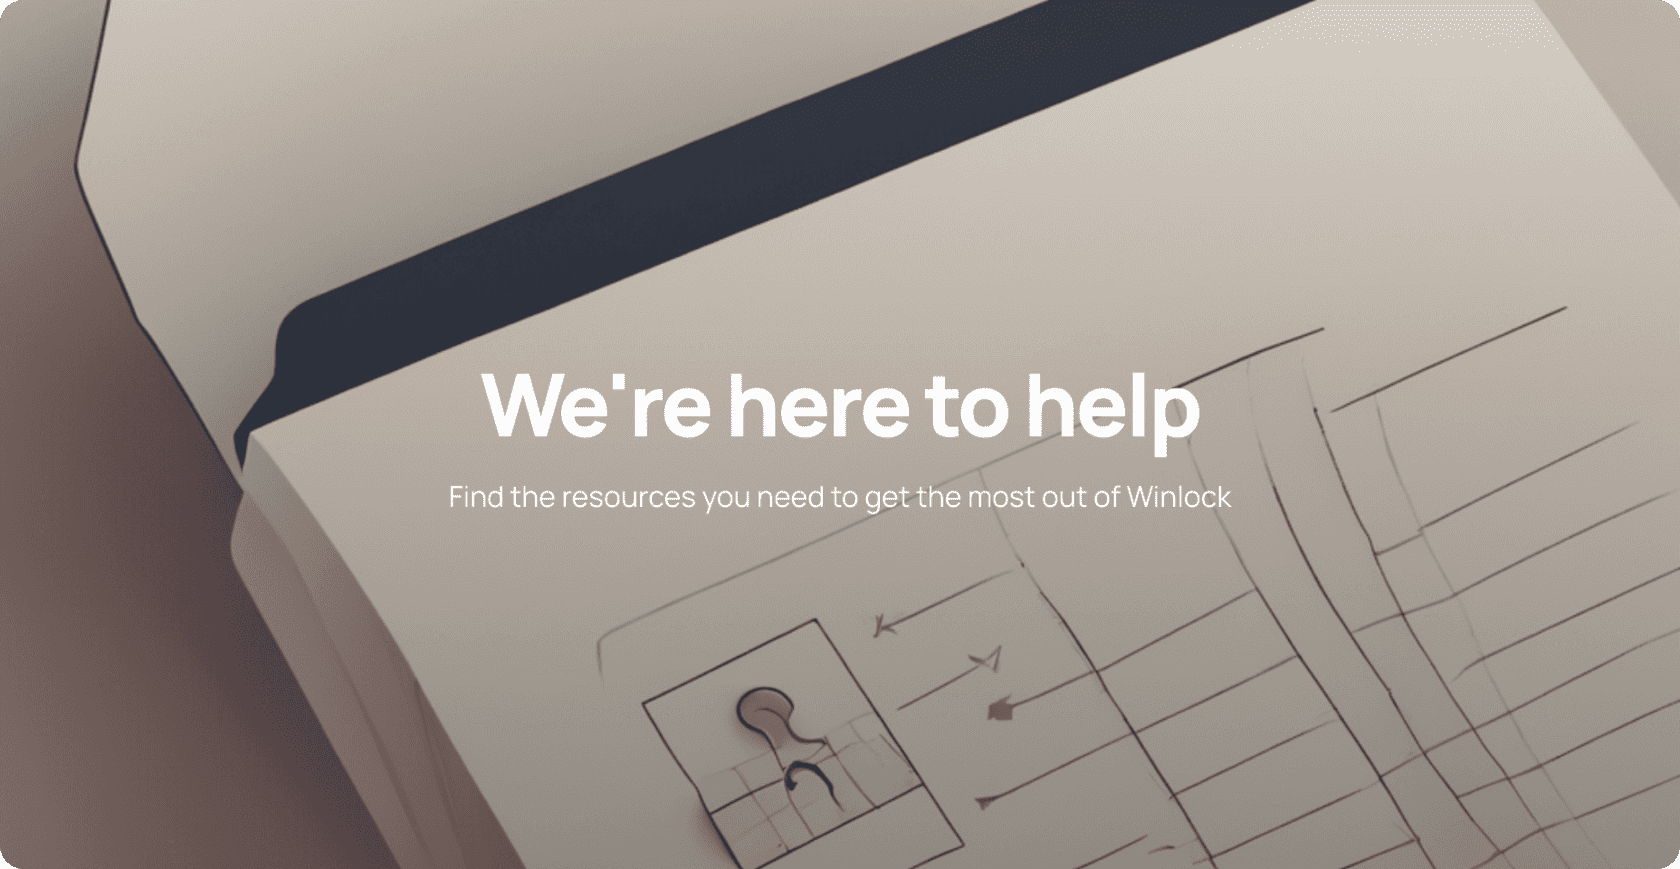 We're here to help
Find the resources you need to get the most out of Winlock